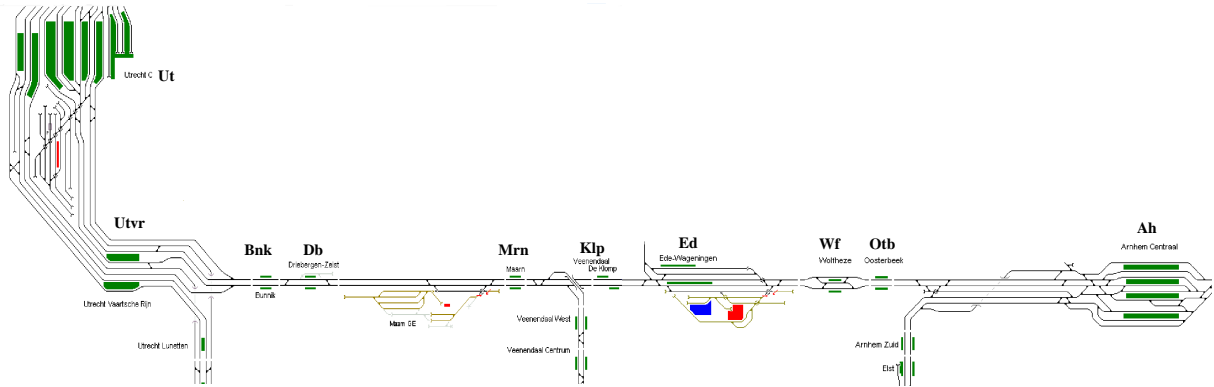 Utrecht C Ut
Utvr
Bnk
Db
Driebergen-Zeist
Mrn
Maarn
Klp
Veenendaal
De Klomp
Ed
Ede-Wageningen
Wf
Wolfheze
Otb
Oosterbeek
Ah
Arnhem Centraal
Bunnik
Utrecht Vaartsche Rijn
Maarn GE
Veenendaal West
Utrecht Lunetten
Veenendaal Centrum
Arnhem Zuid
Elst